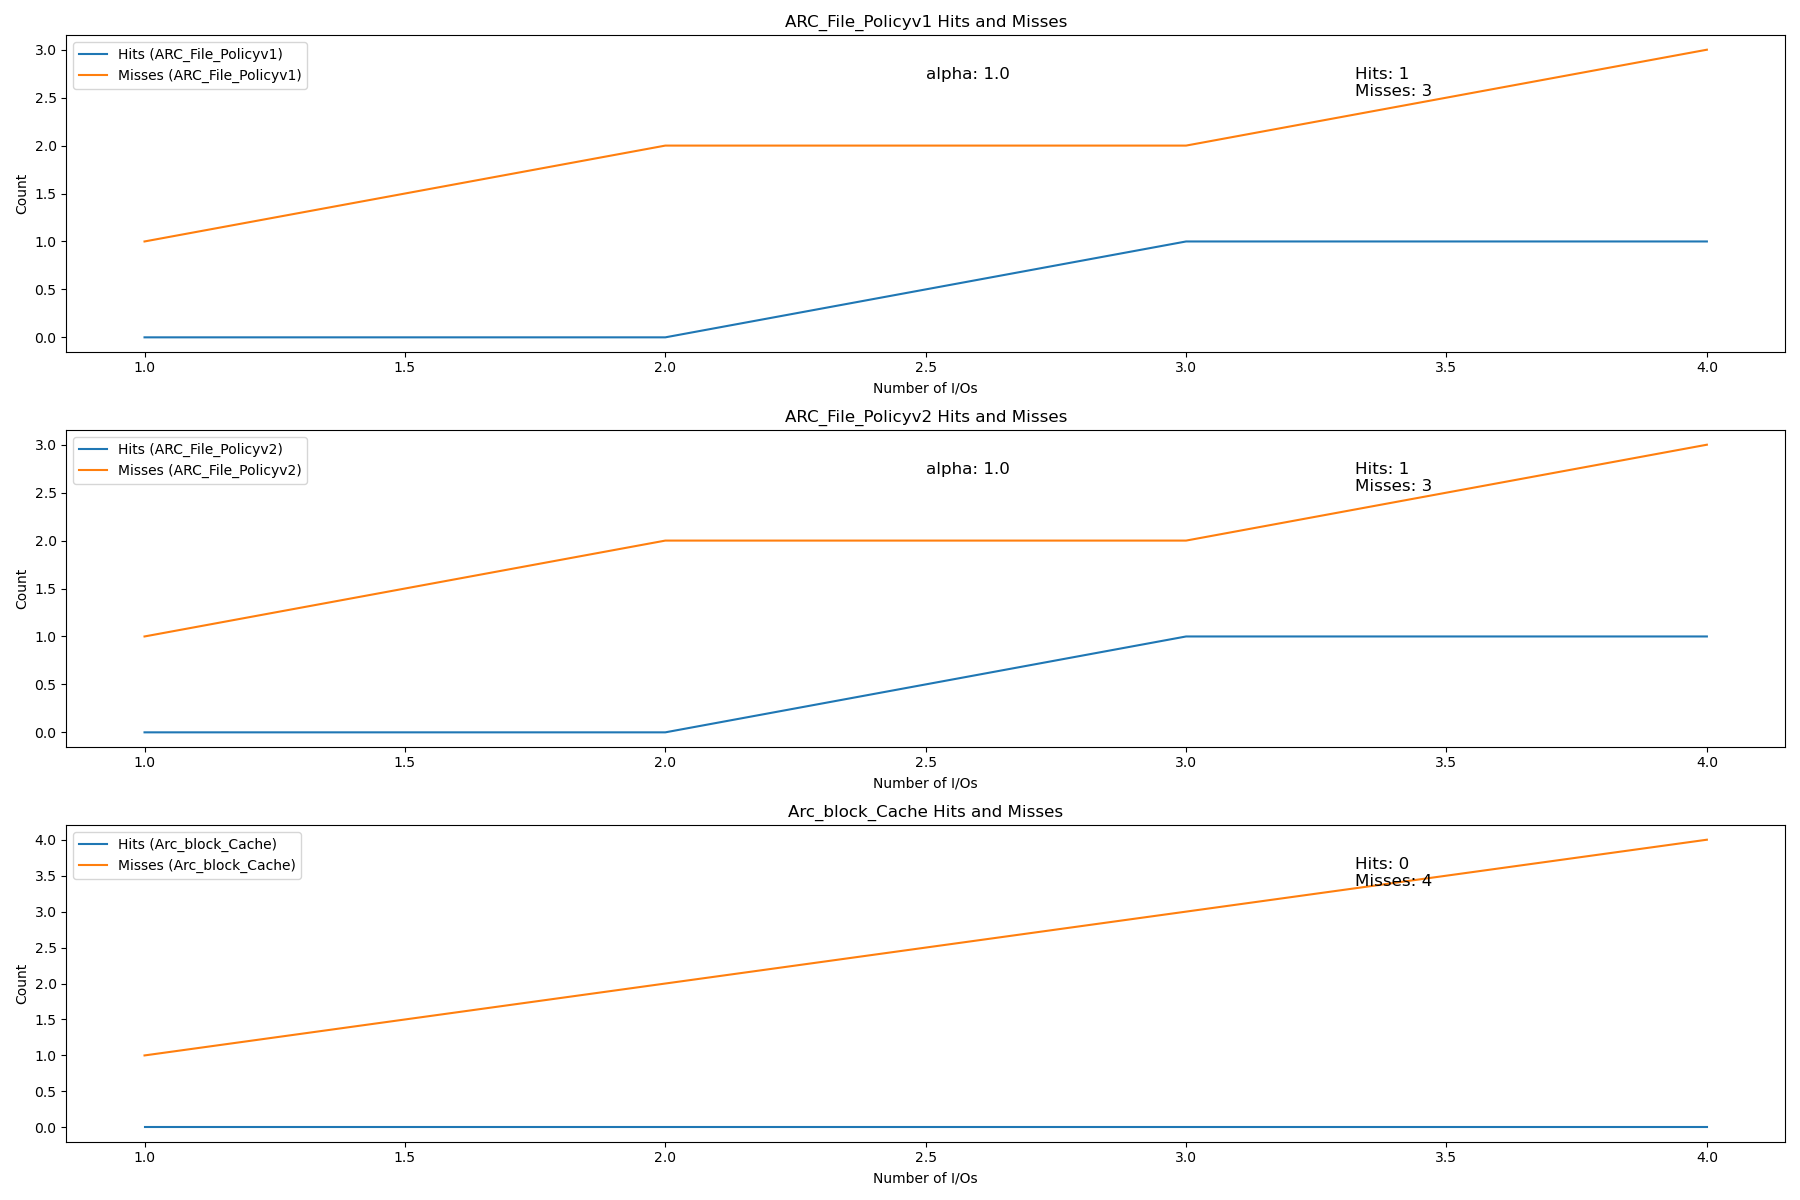 ARC_File_Policyv1 Hits and Misses
Hits (ARC_File_Policyv1)
Misses (ARC_File_Policyv1)
alpha: 1.0
Hits: 1
Misses: 3
3.0
2.5
2.0
1.5
1.0
0.5
0.0
Count
1.0 1.5 2.0 2.5 3.0 3.5 4.0
Number of I/Os
ARC_File_Policyv2 Hits and Misses
Hits (ARC_File_Policyv2)
Misses (ARC_File_Policyv2)
alpha: 1.0
Hits: 1
Misses: 3
3.0
2.5
2.0
1.5
1.0
0.5
0.0
Count
1.0 1.5 2.0 2.5 3.0 3.5 4.0
Number of I/Os
Arc_block_Cache Hits and Misses
Hits (Arc_block_Cache)
Misses (Arc_block_Cache)
Hits: 0
Misses: 4
4.0
3.5
3.0
2.5
2.0
1.5
1.0
0.5
0.0
Count
1.0 1.5 2.0 2.5 3.0 3.5 4.0
Number of I/Os